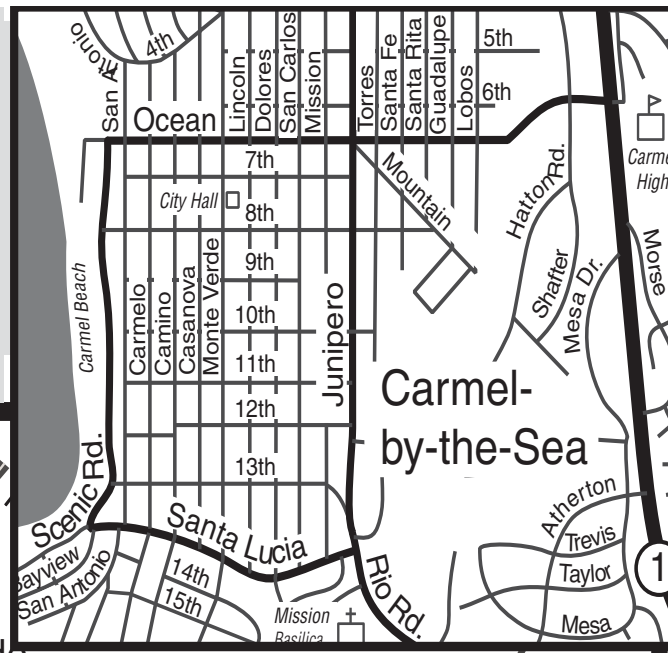 4th
San Antonio
Ocean
Lincoln
Dolores
San Carlos
Mission
Torres
Santa Fe
Santa Rita
Guadalupe
Lobos
5th
6th
Carme
High
7th
City Hall
8th
Mountain
Hatton Rd.
Shafter
Mesa Dr.
Morse
Carmel Beach
9th
Carmelo
Camino
Casanova
Monte Verde
10th
Junipero
11th
12th
13th
Carmel-
by-the-Sea
Scenic Rd.
Santa Lucia
Bayview
San Antonio
14th
15th
Mission
Basilica
Rio Rd.
Atherton
Trevis
Taylor
Mesa
1